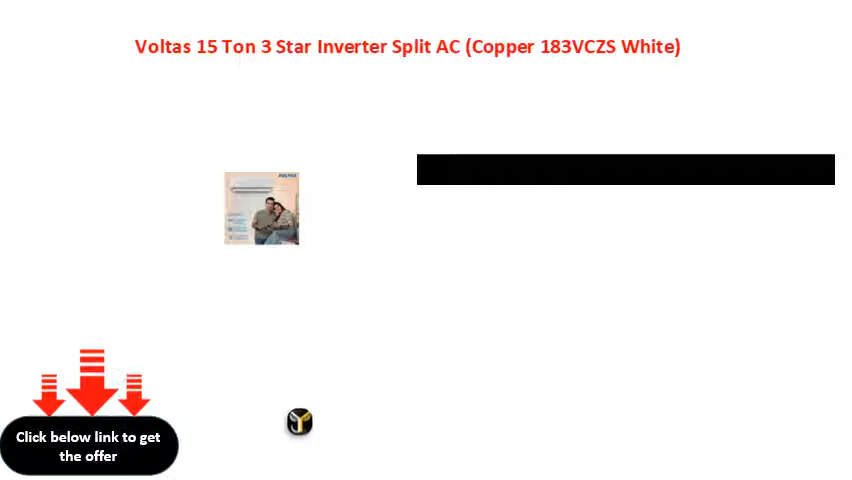 Voltas 15 Ton 3 Star Inverter Split AC (Copper 183VCZS White)
Click below link to get
the offer